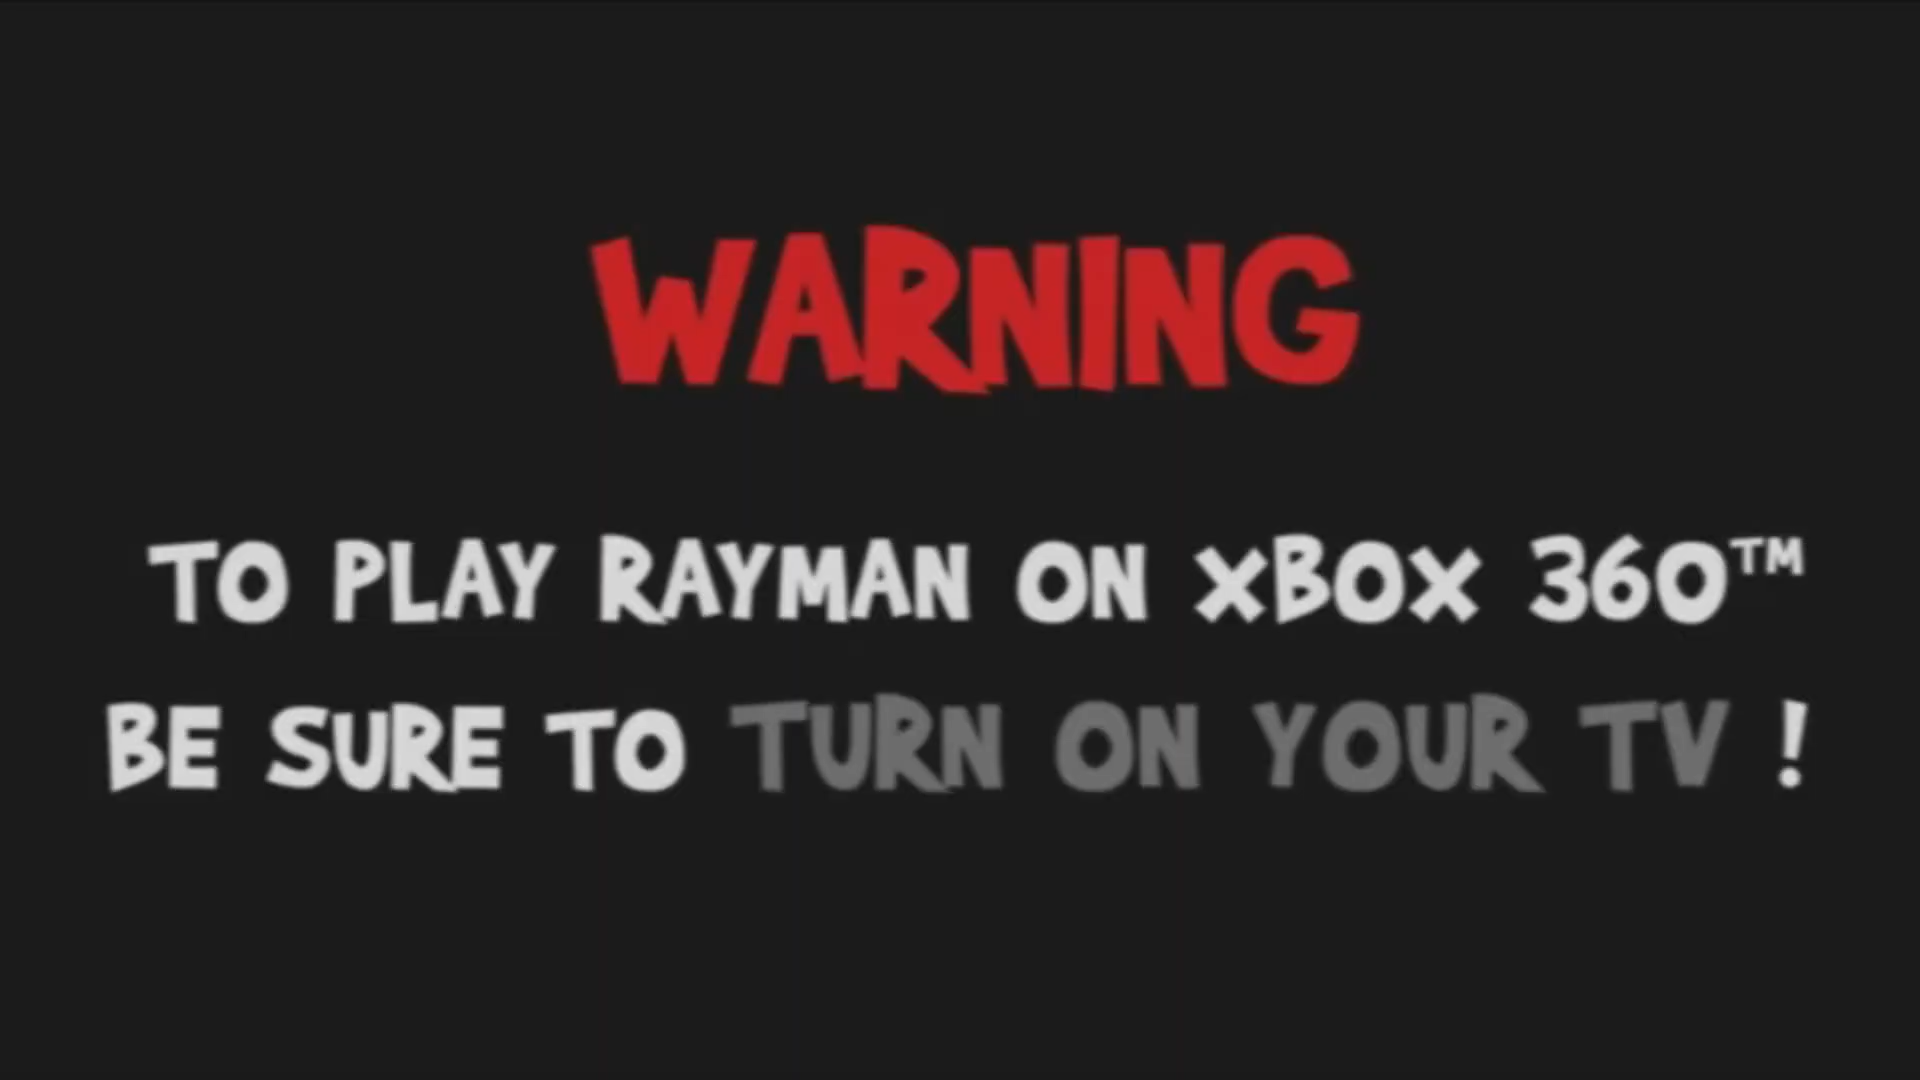 WARNING
TO PLAY RAYMAN ON XBOX 360™
BE SURE TO TURN ON YOUR TV !